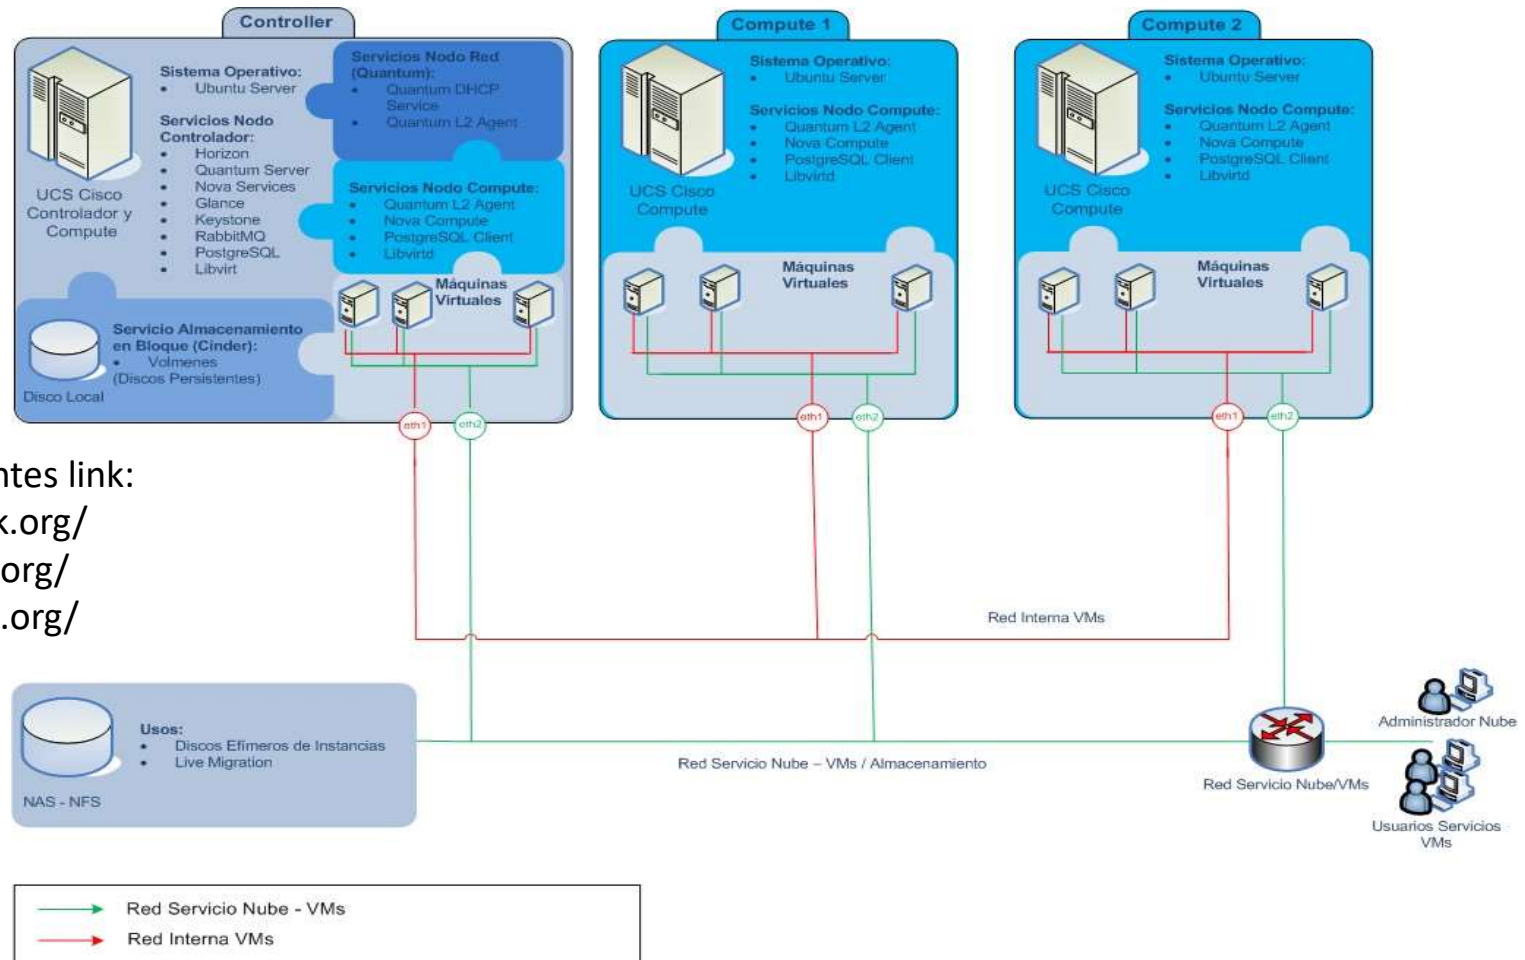 Controller
UCS Cisco
Controlador y
Compute
Sistema Operativo:
• Ubuntu Server
Servicios Nodo
Controlador:
• Horizon
• Quantum Server
• Nova Services
• Glance
• Keystone
• RabbitMQ
• PostgreSQL
• Libvirt
Servicios Nodo Red
(Quantum):
• Quantum DHCP
Service
• Quantum L2 Agent
Servicios Nodo Compute:
• Quantum L2 Agent
• Nova Compute
• PostgreSQL Client
• Libvirtd
Máquinas
Virtuales
Servicio Almacenamiento
en Bloque (Cinder):
• Volmenes
(Discos Persistentes)
Disco Local
eth1
eth2
Compute 1
Sistema Operativo:
• Ubuntu Server
Servicios Nodo Compute:
• Quantum L2 Agent
• Nova Compute
• PostgreSQL Client
• Libvirtd
UCS Cisco
Compute
Máquinas
Virtuales
eth1
eth2
Compute 2
Sistema Operativo:
• Ubuntu Server
Servicios Nodo Compute:
• Quantum L2 Agent
• Nova Compute
• PostgreSQL Client
• Libvirtd
UCS Cisco
Compute
Máquinas
Virtuales
eth1
eth2
ntes link:
k.org/
org/
.org/
Red Interna VMs
Usos:
• Discos Efímeros de Instancias
• Live Migration
NAS - NFS
Red Servicio Nube – VMs / Almacenamiento
Red Servicio Nube/VMs
Administrador Nube
Usuarios Servicios
VMs
Red Servicio Nube - VMs
Red Interna VMs